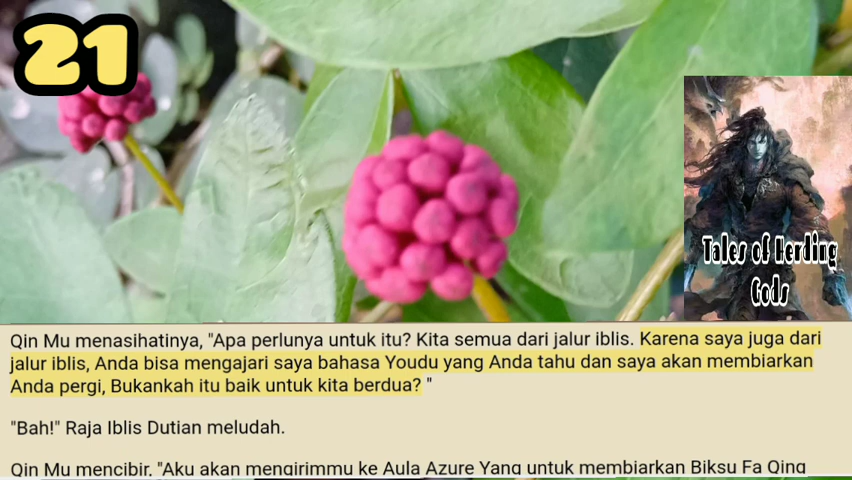 21
Tales of Herding
Gods
Qin Mu menasihatinya, "Apa perlunya untuk itu? Kita semua dari jalur iblis. Karena saya juga dari
jalur iblis, Anda bisa mengajari saya bahasa Youdu yang Anda tahu dan saya akan membiarkan
Anda pergi, Bukankah itu baik untuk kita berdua? "
"Bah!" Raja Iblis Dutian meludah.
Qin Mu mencibir, "Aku akan mengirimmu ke Aula Azure Yang untuk membiarkan Biksu Fa Qing